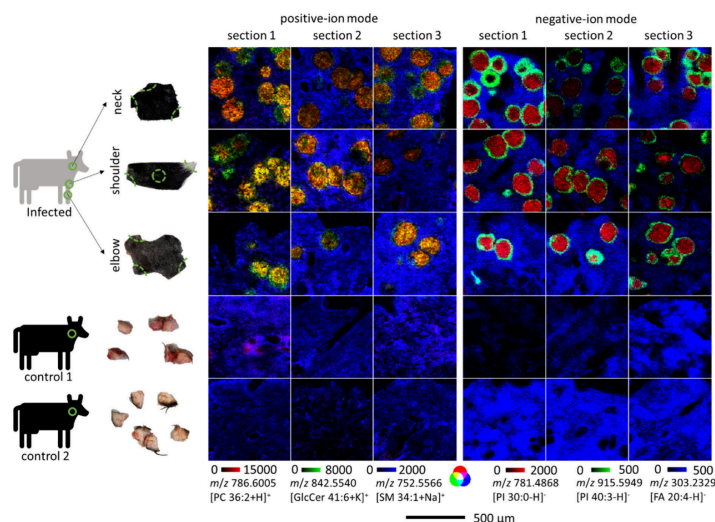 positive-ion mode negative-ion mode
section 1 section 2 section 3 section 1 section 2 section 3
neck
shoulder
Infected
elbow
control 1
control 2
0 15000 0 8000 0 2000 0 2000 0 500 0 500
m/z 786.6005 m/z 842.5540 m/z 752.5566 m/z 781.4868 m/z 915.5949 m/z 303.2329
[PC 36:2+H]⁺ [GlcCer 41:6+K]⁺ [SM 34:1+Na]⁺ [PI 30:0-H]⁻ [PI 40:3-H]⁻ [FA 20:4-H]⁻
500 µm